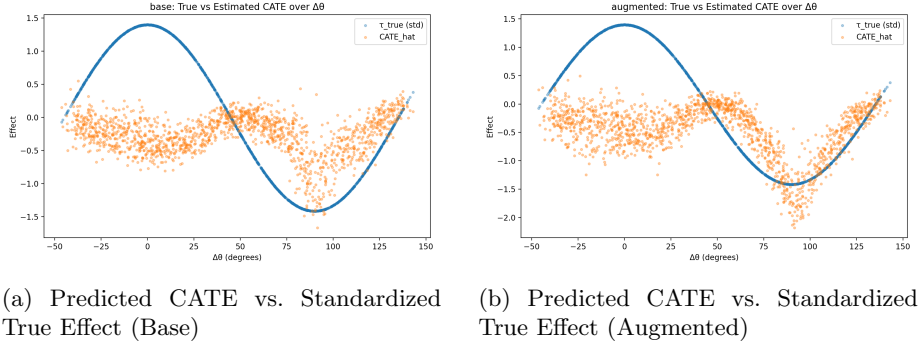 base: True vs Estimated CATE over Δθ
τ_true (std)
CATE_hat
1.5
1.0
0.5
0.0
−0.5
−1.0
−1.5
Effect
−50
−25
0
25
50
75
100
125
150
Δθ (degrees)
augmented: True vs Estimated CATE over Δθ
τ_true (std)
CATE_hat
1.5
1.0
0.5
0.0
−0.5
−1.0
−1.5
−2.0
Effect
−50
−25
0
25
50
75
100
125
150
Δθ (degrees)
(a) Predicted CATE vs. Standardized
True Effect (Base)
(b) Predicted CATE vs. Standardized
True Effect (Augmented)